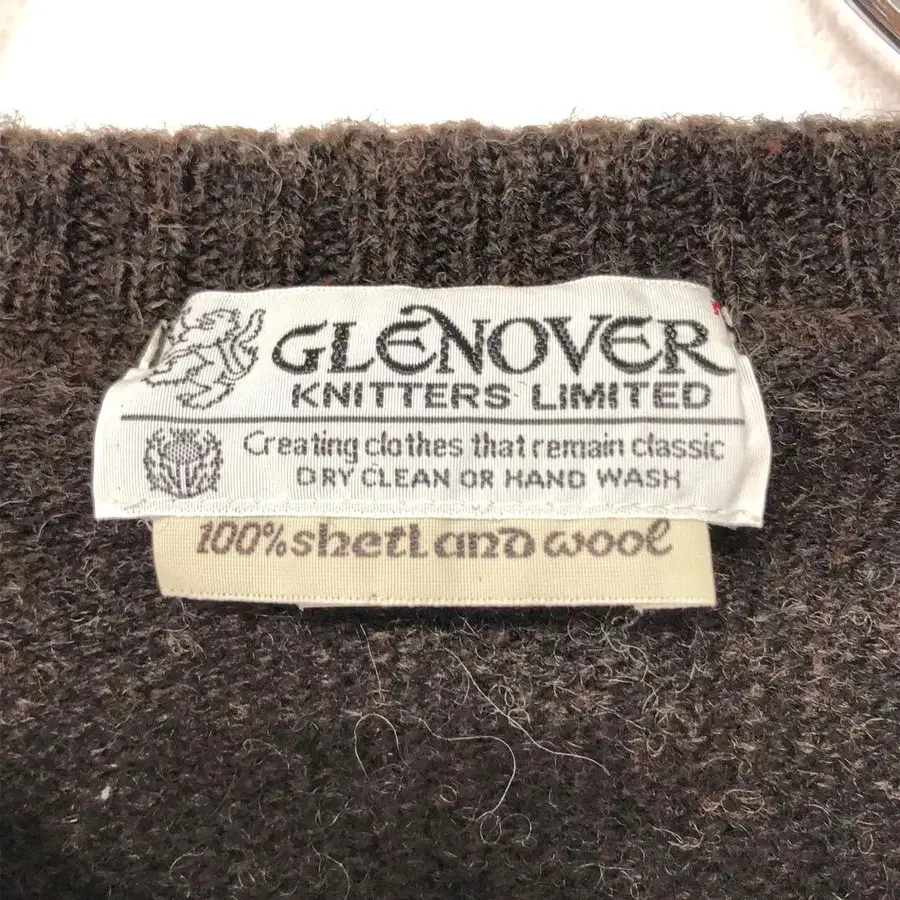 GLENOVER
KNITTERS LIMITED
Creating clothes that remain classic
DRY CLEAN OR HAND WASH
100% shetland wool